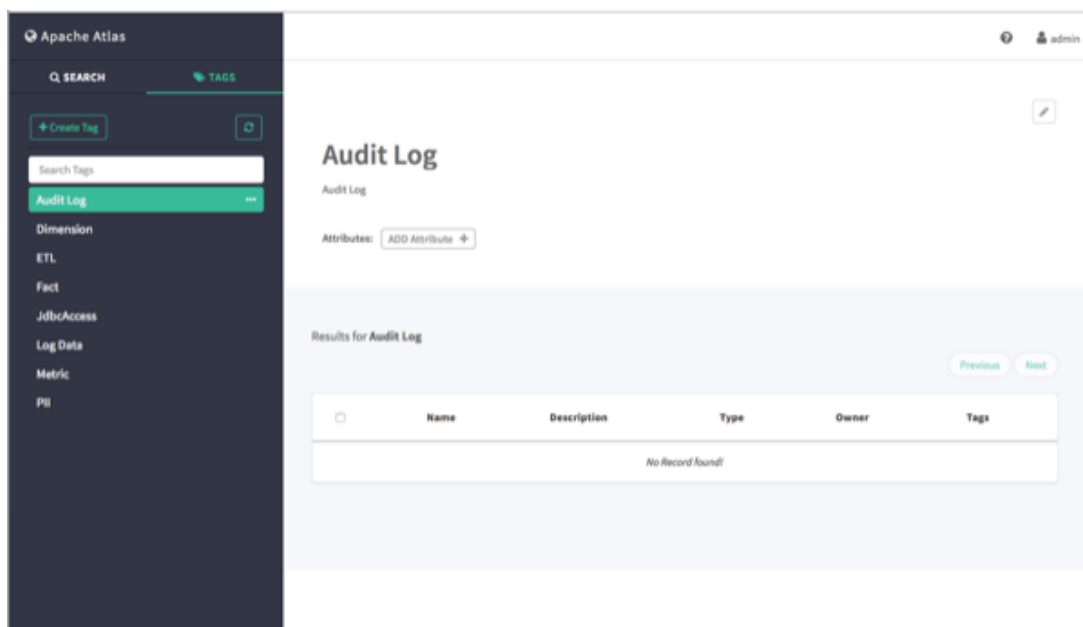 Apache Atlas
admin
SEARCH
TAGS
+ Create Tag
Search Tags
Audit Log
Dimension
ETL
Fact
JdbcAccess
Log Data
Metric
PII
Audit Log
Audit Log
Attributes: ADD Attribute +
Results for Audit Log
Previous Next
Name Description Type Owner Tags
No Record found!